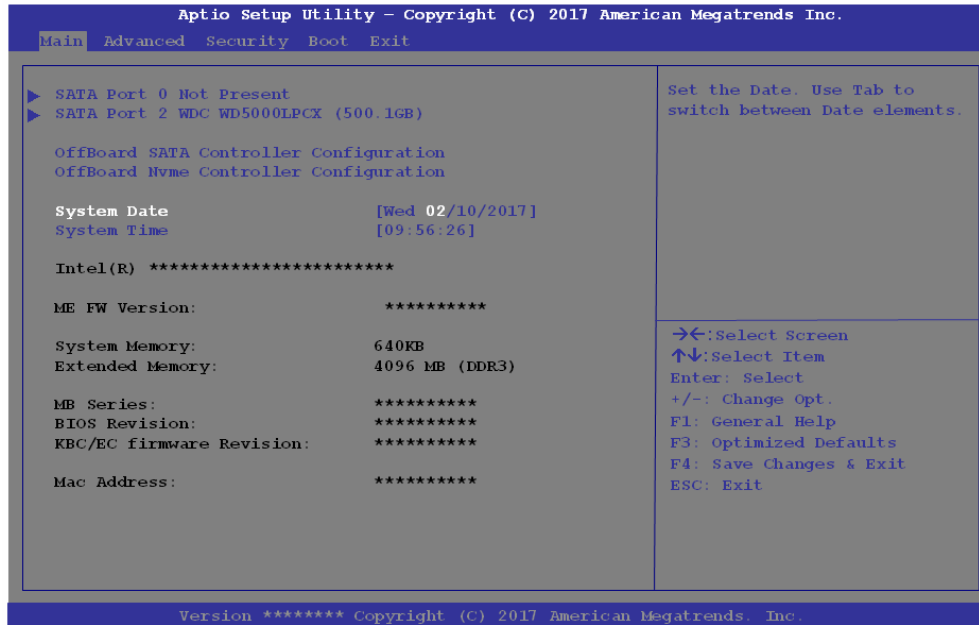 Aptio Setup Utility – Copyright (C) 2017 American Megatrends Inc.
Main Advanced Security Boot Exit
SATA Port 0 Not Present
SATA Port 2 WDC WD5000LPCX (500.1GB)
OffBoard SATA Controller Configuration
OffBoard Nvme Controller Configuration
System Date [Wed 02/10/2017]
System Time [09:56:26]
Intel(R) ************************
ME FW Version: **********
System Memory: 640KB
Extended Memory: 4096 MB (DDR3)
MB Series: **********
BIOS Revision: **********
KBC/EC firmware Revision: **********
Mac Address: **********
Set the Date. Use Tab to
switch between Date elements.
→←:Select Screen
↑↓:Select Item
Enter: Select
+/-: Change Opt.
F1: General Help
F3: Optimized Defaults
F4: Save Changes & Exit
ESC: Exit
Version ******** Copyright (C) 2017 American Megatrends. Inc.